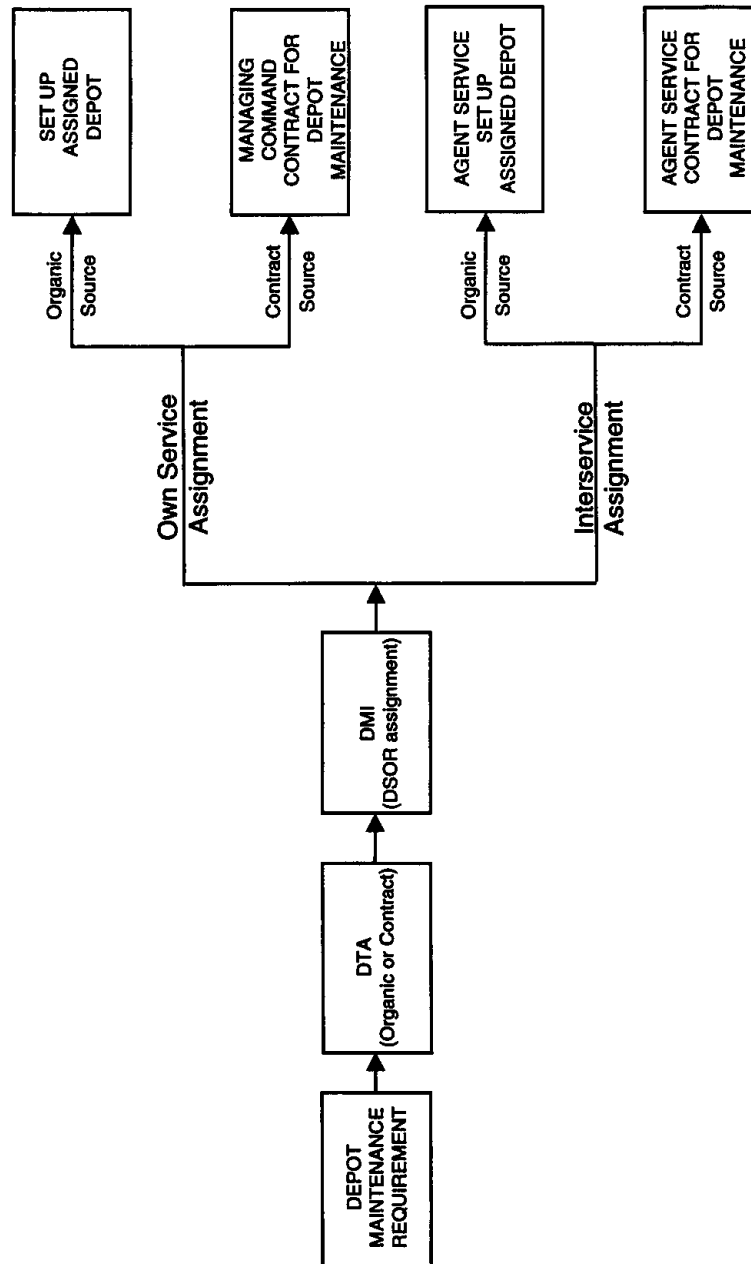 DEPOT
MAINTENANCE
REQUIREMENT
DTA
(Organic or Contract)
DMI
(DSOR assignment)
Own Service
Assignment
Organic
Source
SET UP
ASSIGNED
DEPOT
Contract
Source
MANAGING
COMMAND
CONTRACT FOR
DEPOT
MAINTENANCE
Interservice
Assignment
Organic
Source
AGENT SERVICE
SET UP
ASSIGNED DEPOT
Contract
Source
AGENT SERVICE
CONTRACT FOR
DEPOT
MAINTENANCE